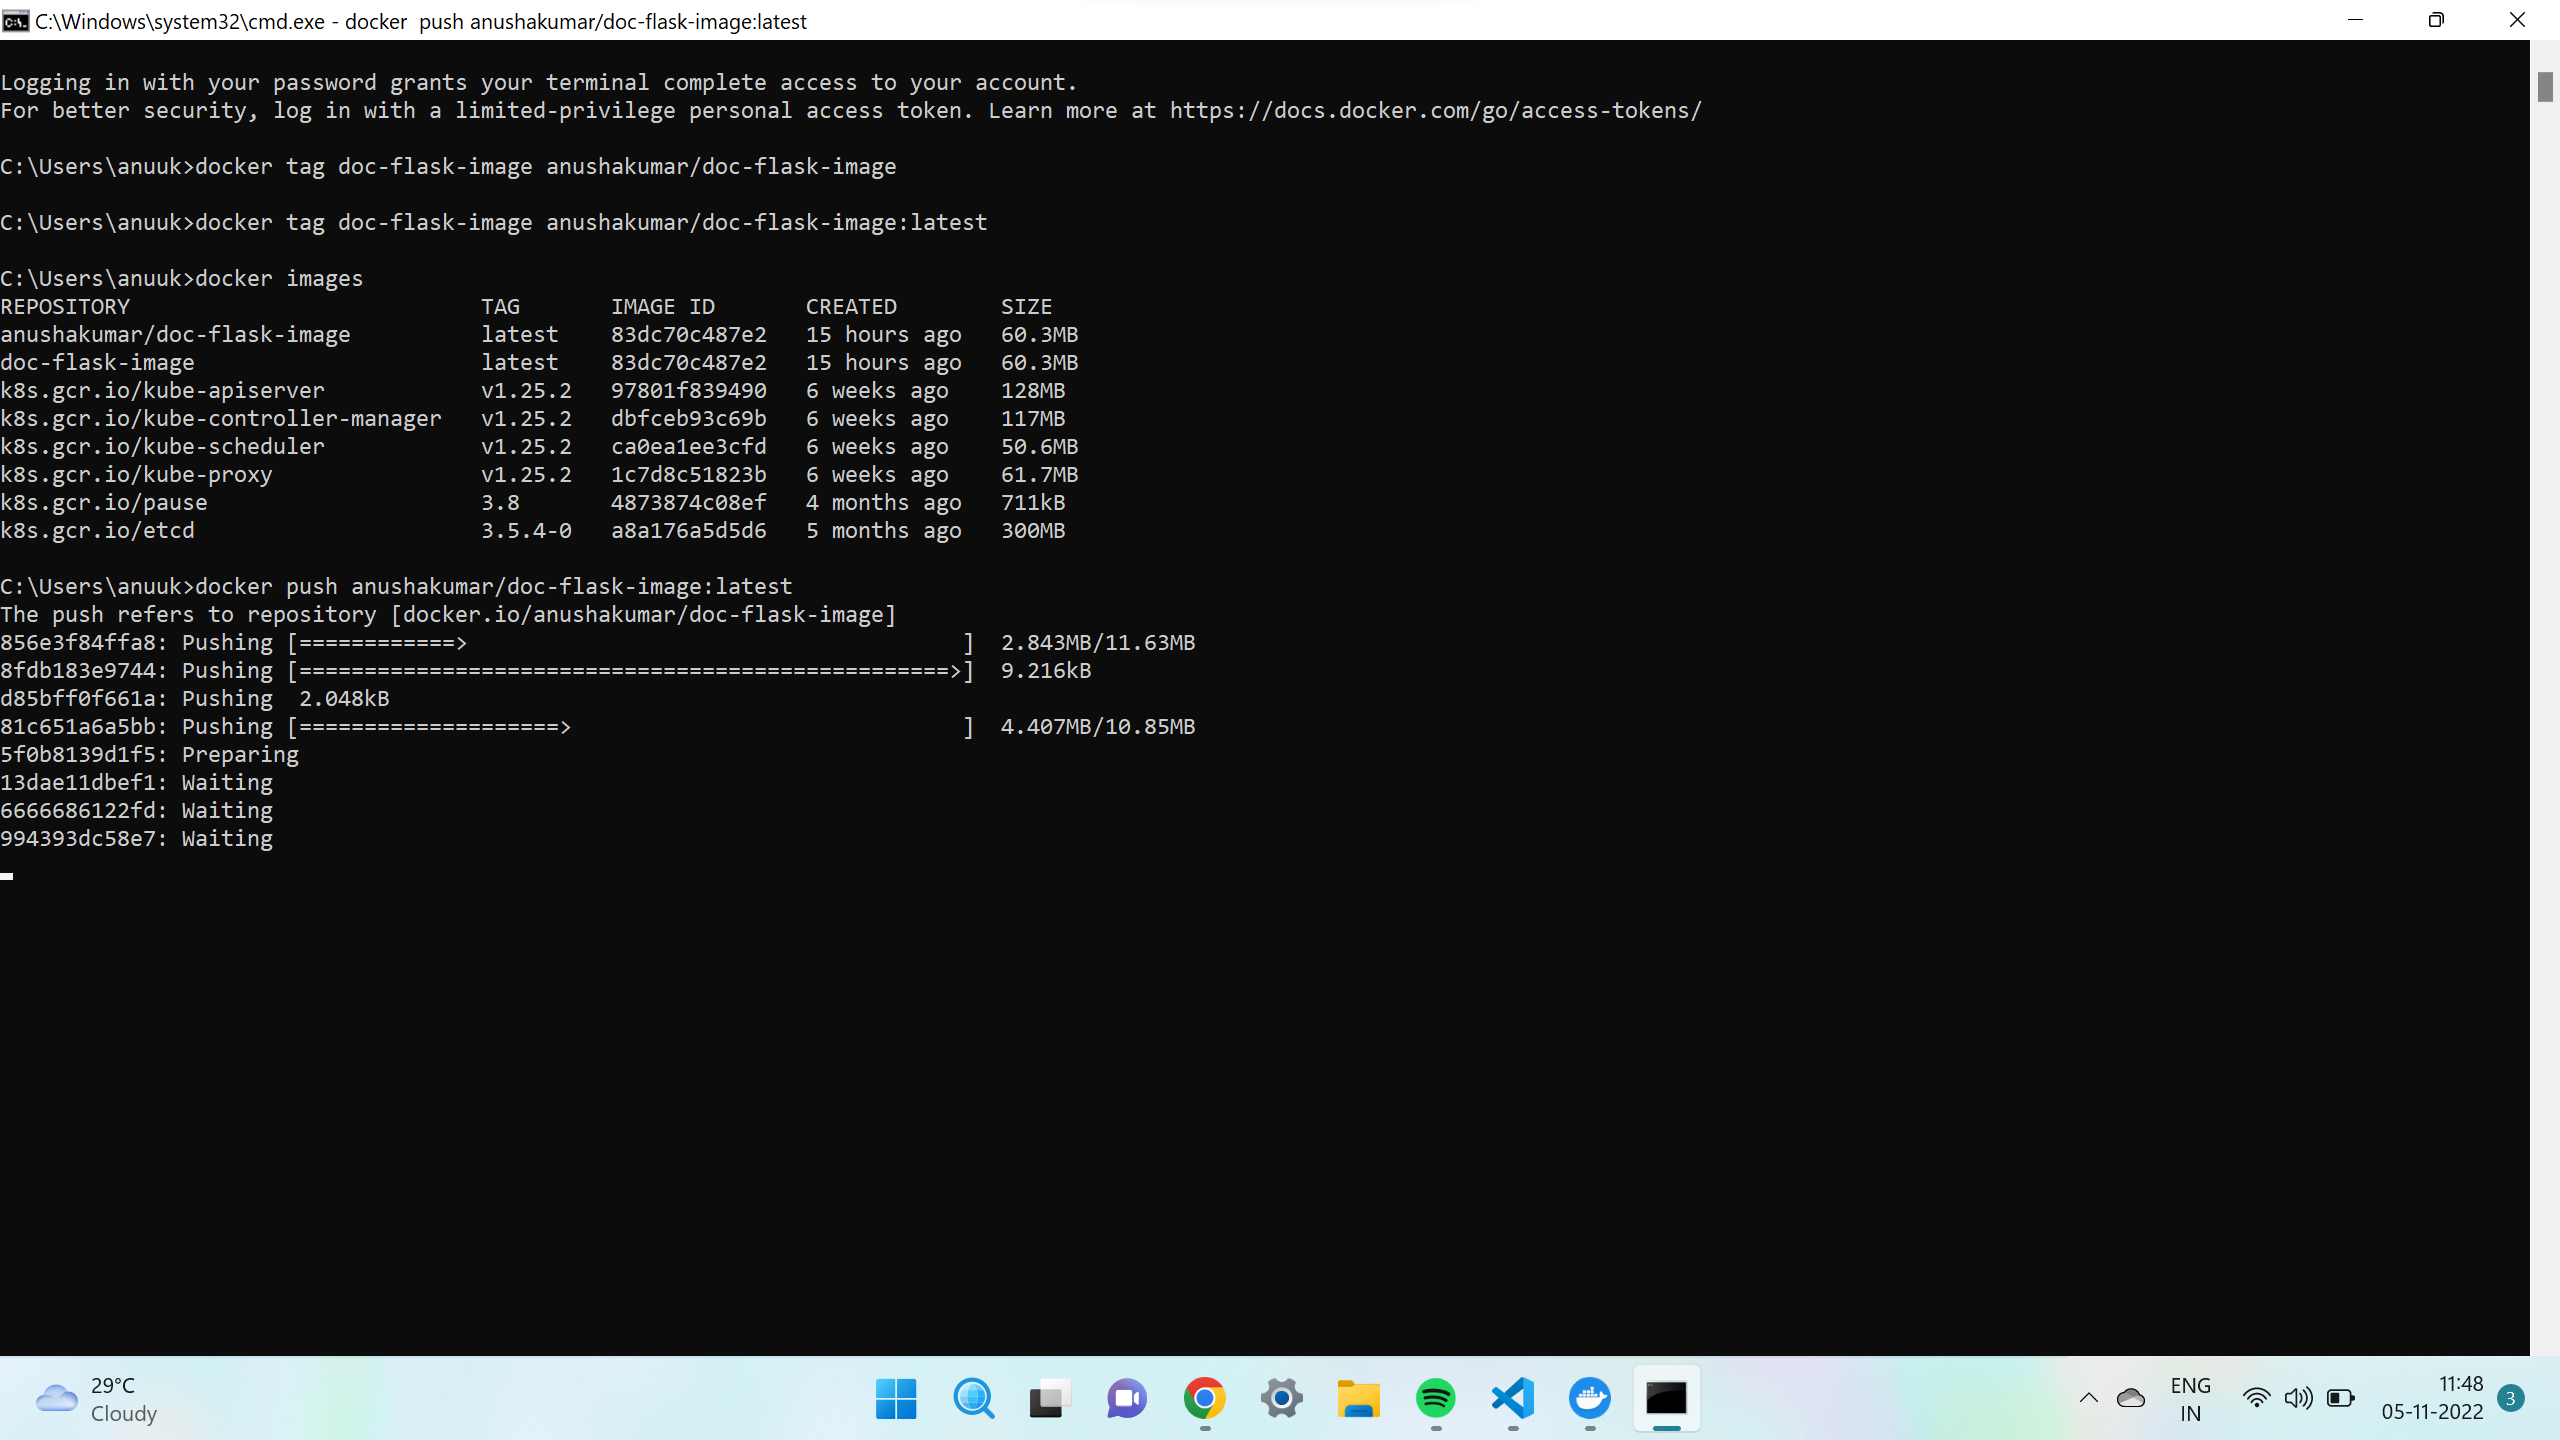 C:\Windows\system32\cmd.exe - docker  push anushakumar/doc-flask-image:latest
Logging in with your password grants your terminal complete access to your account.
For better security, log in with a limited-privilege personal access token. Learn more at https://docs.docker.com/go/access-tokens/
C:\Users\anuuk>docker tag doc-flask-image anushakumar/doc-flask-image
C:\Users\anuuk>docker tag doc-flask-image anushakumar/doc-flask-image:latest
C:\Users\anuuk>docker images
REPOSITORY                           TAG       IMAGE ID       CREATED        SIZE
anushakumar/doc-flask-image          latest    83dc70c487e2   15 hours ago   60.3MB
doc-flask-image                      latest    83dc70c487e2   15 hours ago   60.3MB
k8s.gcr.io/kube-apiserver            v1.25.2   97801f839490   6 weeks ago    128MB
k8s.gcr.io/kube-controller-manager   v1.25.2   dbfceb93c69b   6 weeks ago    117MB
k8s.gcr.io/kube-scheduler            v1.25.2   ca0ea1ee3cfd   6 weeks ago    50.6MB
k8s.gcr.io/kube-proxy                v1.25.2   1c7d8c51823b   6 weeks ago    61.7MB
k8s.gcr.io/pause                     3.8       4873874c08ef   4 months ago   711kB
k8s.gcr.io/etcd                      3.5.4-0   a8a176a5d5d6   5 months ago   300MB
C:\Users\anuuk>docker push anushakumar/doc-flask-image:latest
The push refers to repository [docker.io/anushakumar/doc-flask-image]
856e3f84ffa8: Pushing [============>                                      ]  2.843MB/11.63MB
8fdb183e9744: Pushing [==================================================>]  9.216kB
d85bff0f661a: Pushing  2.048kB
81c651a6a5bb: Pushing [====================>                              ]  4.407MB/10.85MB
5f0b8139d1f5: Preparing
13dae11dbef1: Waiting
6666686122fd: Waiting
994393dc58e7: Waiting
29°C
Cloudy
ENG
IN
11:48
05-11-2022
3